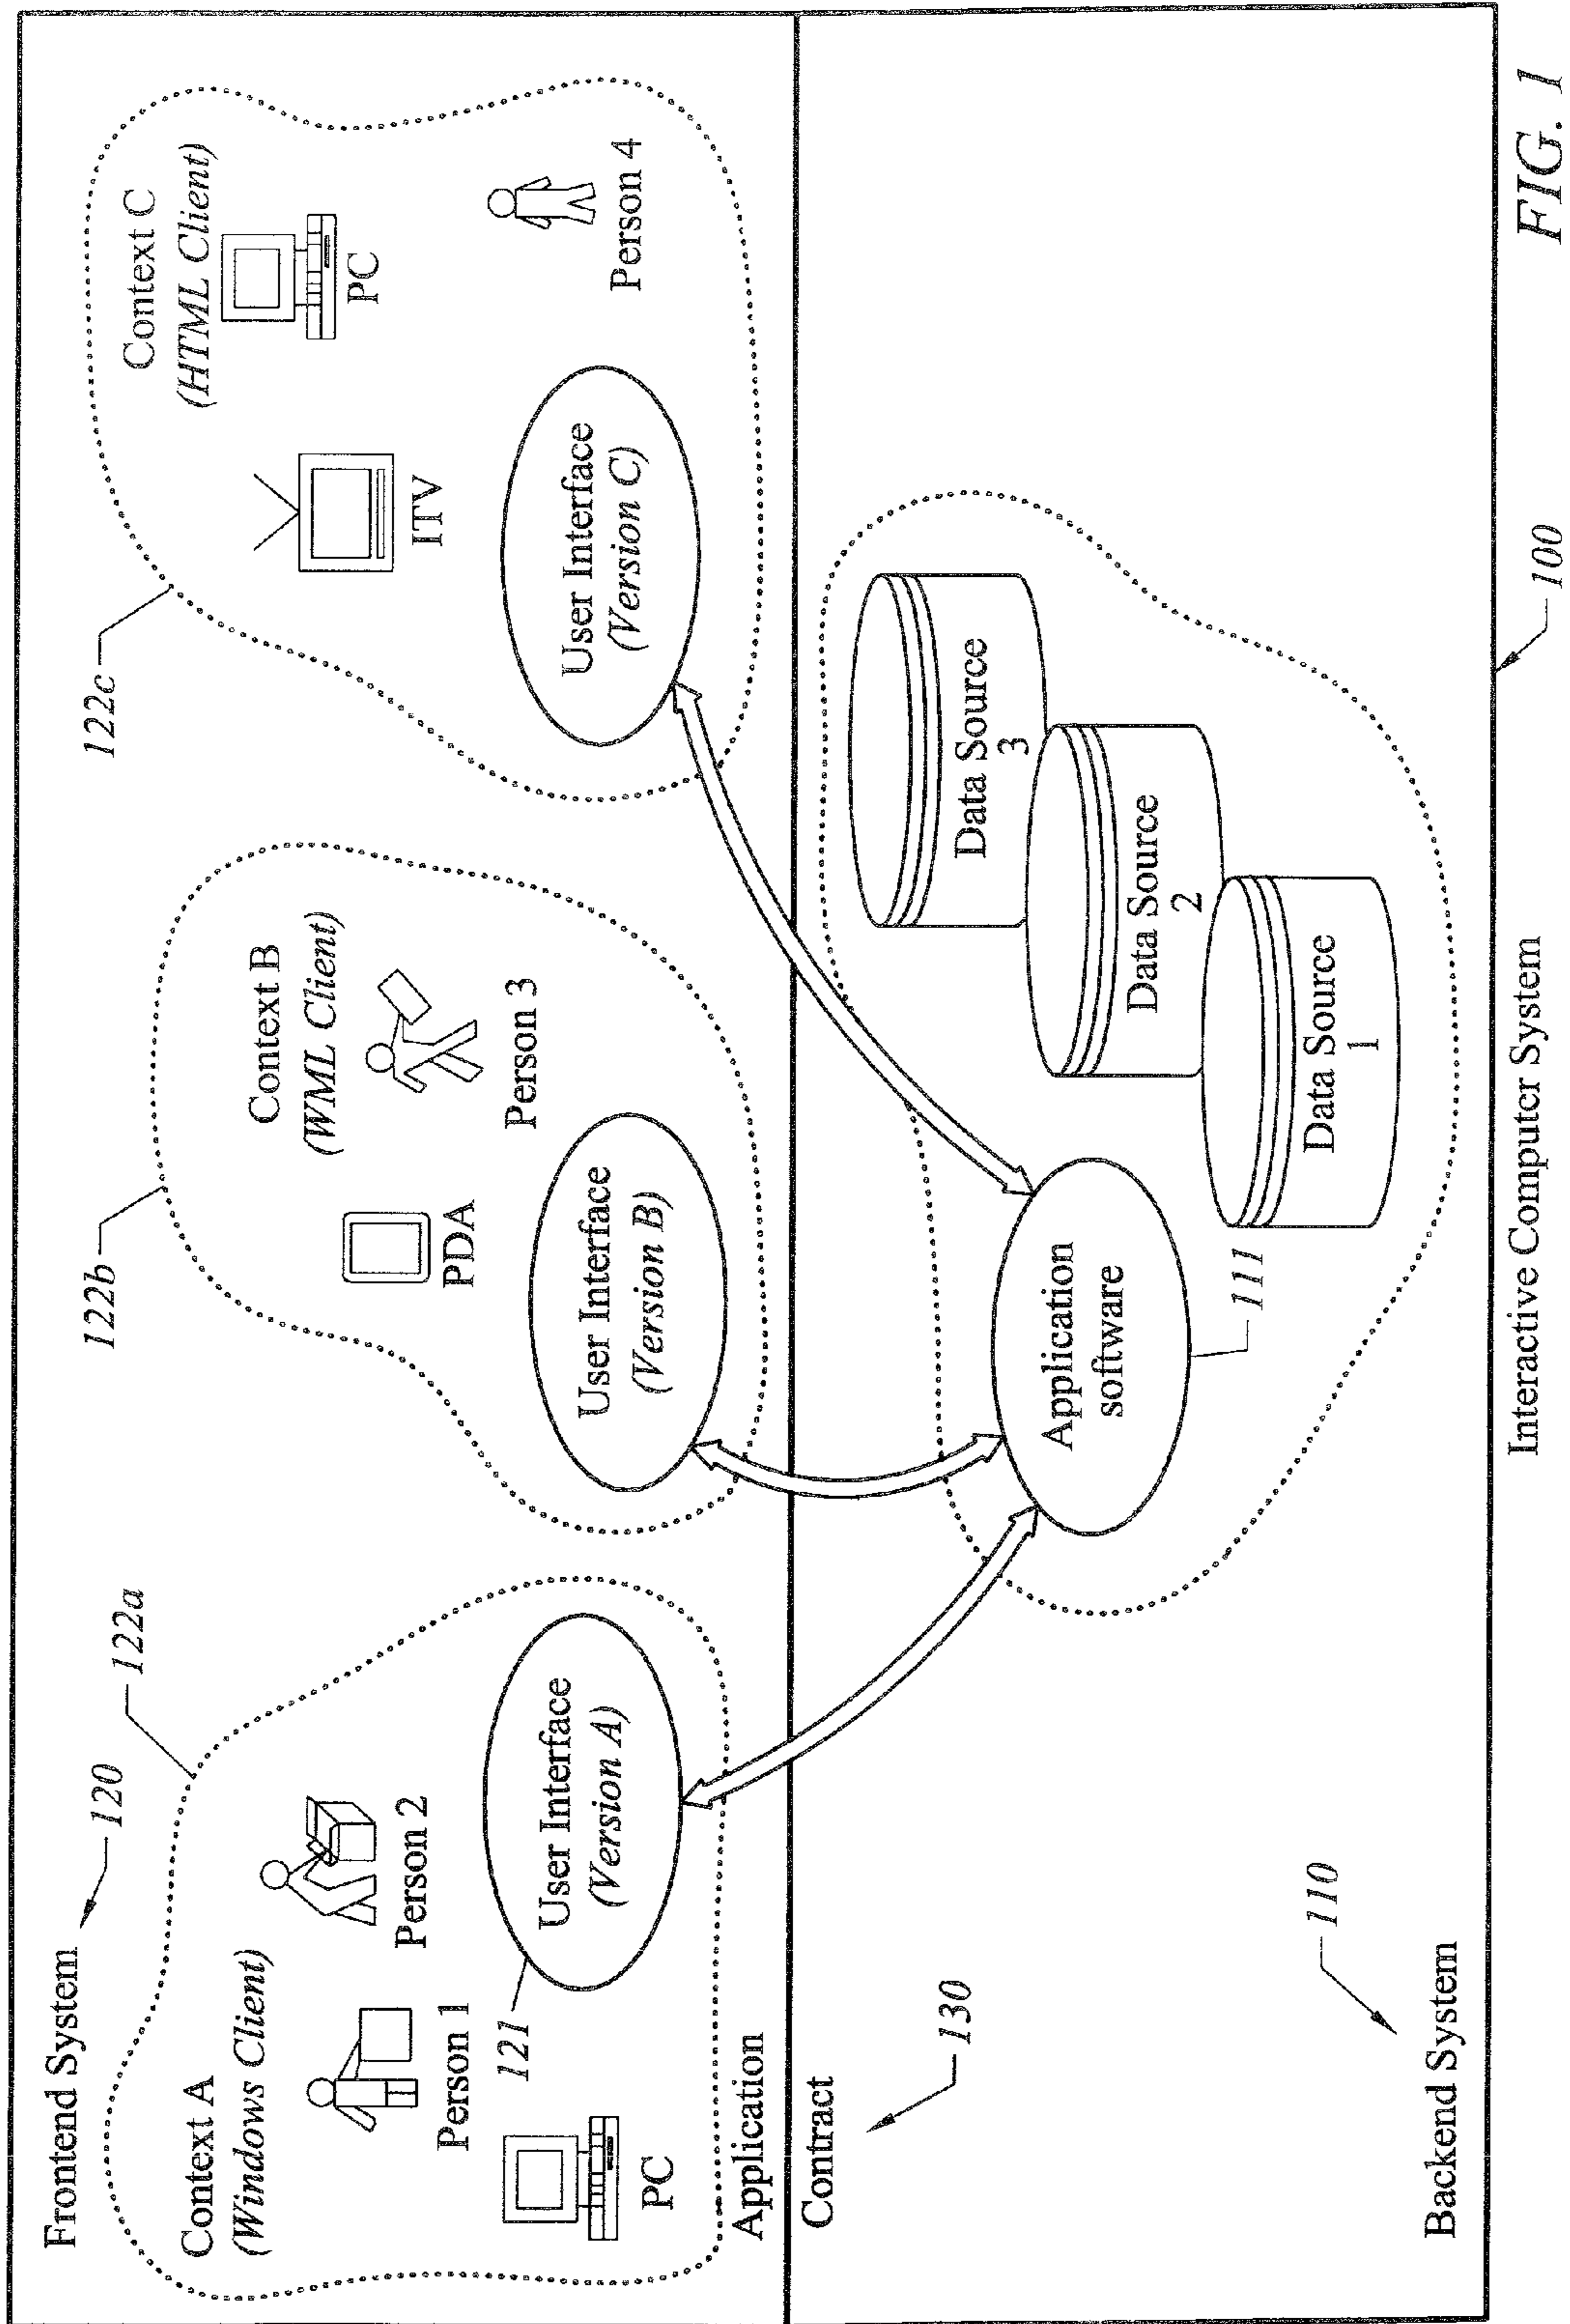 Frontend System
120
122a
122b
122c
Context A
(Windows Client)
Person 1
Person 2
PC
121
User Interface
(Version A)
Context B
(WML Client)
Person 3
PDA
User Interface
(Version B)
Context C
(HTML Client)
PC
ITV
Person 4
User Interface
(Version C)
Application
Contract
130
Application
software
111
Data Source
3
Data Source
2
Data Source
1
110
Backend System
Interactive Computer System
100
FIG. 1